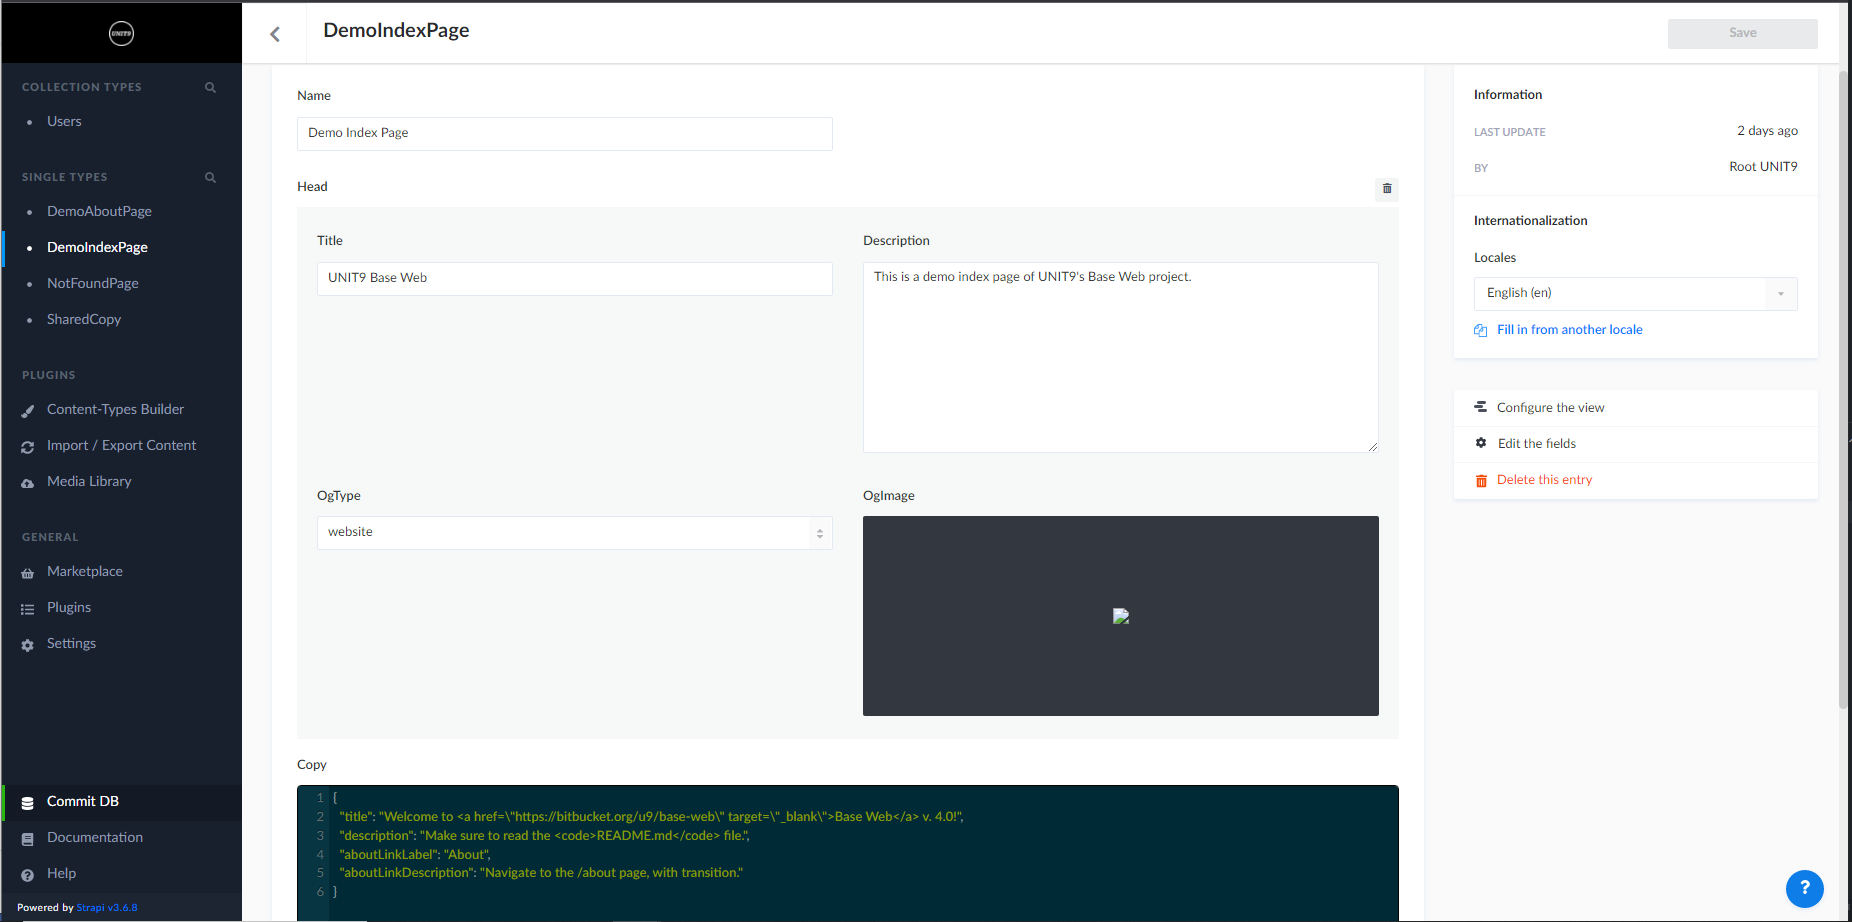 UNIT9
DemoIndexPage
Save
COLLECTION TYPES
Users
SINGLE TYPES
DemoAboutPage
DemoIndexPage
NotFoundPage
SharedCopy
PLUGINS
Content-Types Builder
Import / Export Content
Media Library
GENERAL
Marketplace
Plugins
Settings
Commit DB
Documentation
Help
Powered by Strapi v3.6.8
Name
Demo Index Page
Head
Title
UNIT9 Base Web
Description
This is a demo index page of UNIT9's Base Web project.
OgType
website
OgImage
Copy
1 {
2 "title": "Welcome to <a href=\"https://bitbucket.org/u9/base-web\" target=\"_blank\">Base Web</a> v. 4.0!",
3 "description": "Make sure to read the <code>README.md</code> file.",
4 "aboutLinkLabel": "About",
5 "aboutLinkDescription": "Navigate to the /about page, with transition."
6 }
Information
LAST UPDATE 2 days ago
BY Root UNIT9
Internationalization
Locales
English (en)
Fill in from another locale
Configure the view
Edit the fields
Delete this entry
?